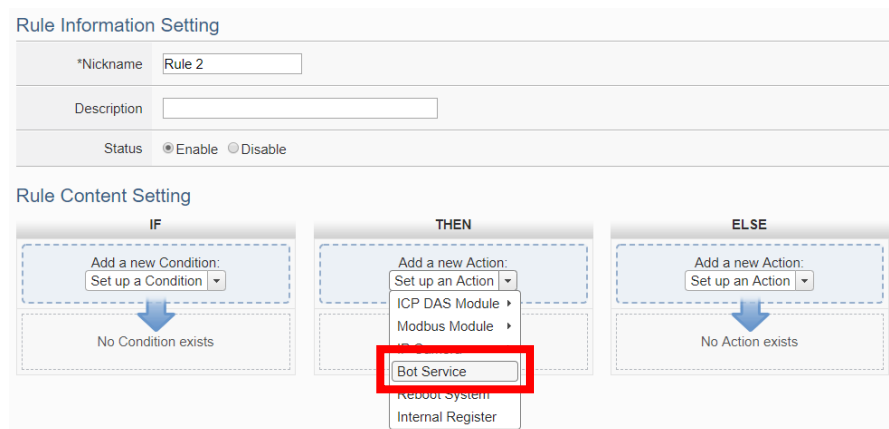 Rule Information Setting
*Nickname Rule 2
Description
Status Enable Disable
Rule Content Setting
IF THEN ELSE
Add a new Condition: Add a new Action: Add a new Action:
Set up a Condition Set up an Action Set up an Action
ICP DAS Module
Modbus Module
No Condition exists No Action exists
Bot Service
Reboot System
Internal Register